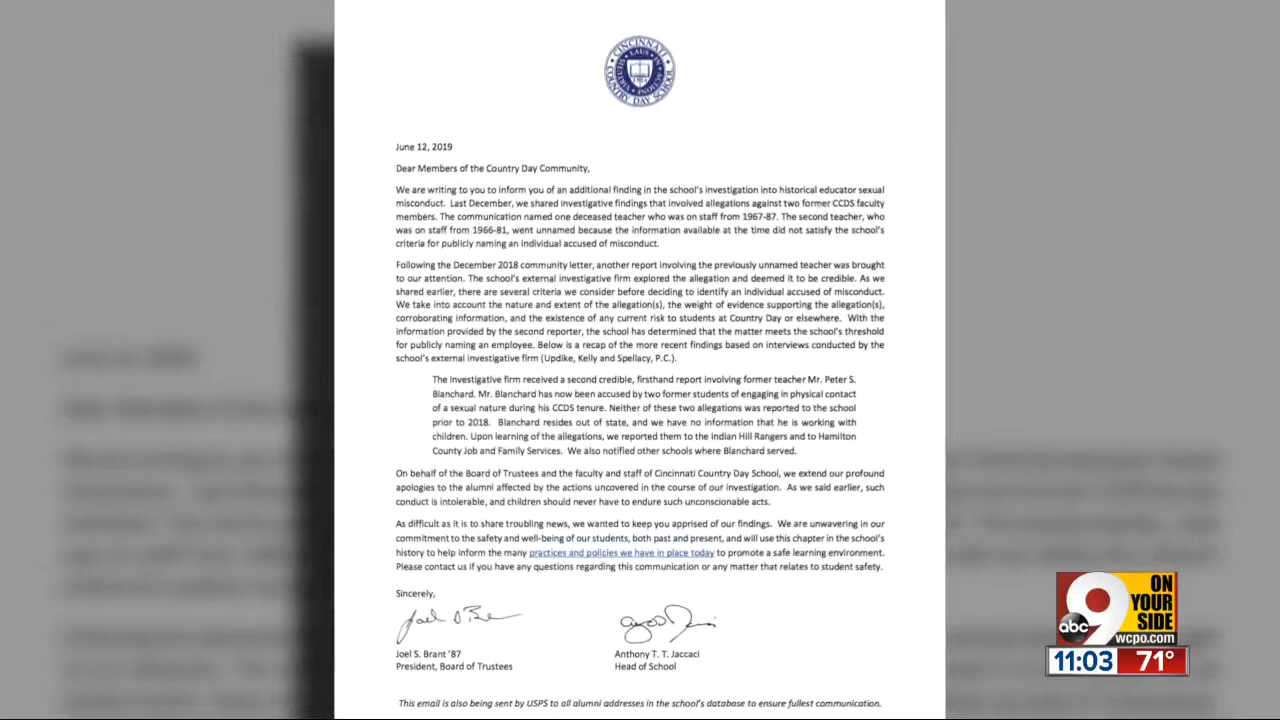 CINCINNATI
COUNTRY DAY SCHOOL
LAUS IN ACTIONE VIRTUTIS
June 12, 2019
Dear Members of the Country Day Community,
We are writing to you to inform you of an additional finding in the school's investigation into historical educator sexual
misconduct. Last December, we shared investigative findings that involved allegations against two former CCDS faculty
members. The communication named one deceased teacher who was on staff from 1967-87. The second teacher, who
was on staff from 1966-81, went unnamed because the information available at the time did not satisfy the school's
criteria for publicly naming an individual accused of misconduct.
Following the December 2018 community letter, another report involving the previously unnamed teacher was brought
to our attention. The school's external investigative firm explored the allegation and deemed it to be credible. As we
shared earlier, there are several criteria we consider before deciding to identify an individual accused of misconduct.
We take into account the nature and extent of the allegation(s), the weight of evidence supporting the allegation(s),
corroborating information, and the existence of any current risk to students at Country Day or elsewhere. With the
information provided by the second reporter, the school has determined that the matter meets the school's threshold
for publicly naming an employee. Below is a recap of the more recent findings based on interviews conducted by the
school's external investigative firm (Updike, Kelly and Spellacy, P.C.).
The investigative firm received a second credible, firsthand report involving former teacher Mr. Peter S.
Blanchard. Mr. Blanchard has now been accused by two former students of engaging in physical contact
of a sexual nature during his CCDS tenure. Neither of these two allegations was reported to the school
prior to 2018. Blanchard resides out of state, and we have no information that he is working with
children. Upon learning of the allegations, we reported them to the Indian Hill Rangers and to Hamilton
County Job and Family Services. We also notified other schools where Blanchard served.
On behalf of the Board of Trustees and the faculty and staff of Cincinnati Country Day School, we extend our profound
apologies to the alumni affected by the actions uncovered in the course of our investigation. As we said earlier, such
conduct is intolerable, and children should never have to endure such unconscionable acts.
As difficult as it is to share troubling news, we wanted to keep you apprised of our findings. We are unwavering in our
commitment to the safety and well-being of our students, both past and present, and will use this chapter in the school's
history to help inform the many practices and policies we have in place today to promote a safe learning environment.
Please contact us if you have any questions regarding this communication or any matter that relates to student safety.
Sincerely,
Joel S. Brant '87
President, Board of Trustees
Anthony T. T. Jaccaci
Head of School
This email is also being sent by USPS to all alumni addresses in the school's database to ensure fullest communication.
abc 9
ON
YOUR
SIDE
wcpo.com
11:03 71°